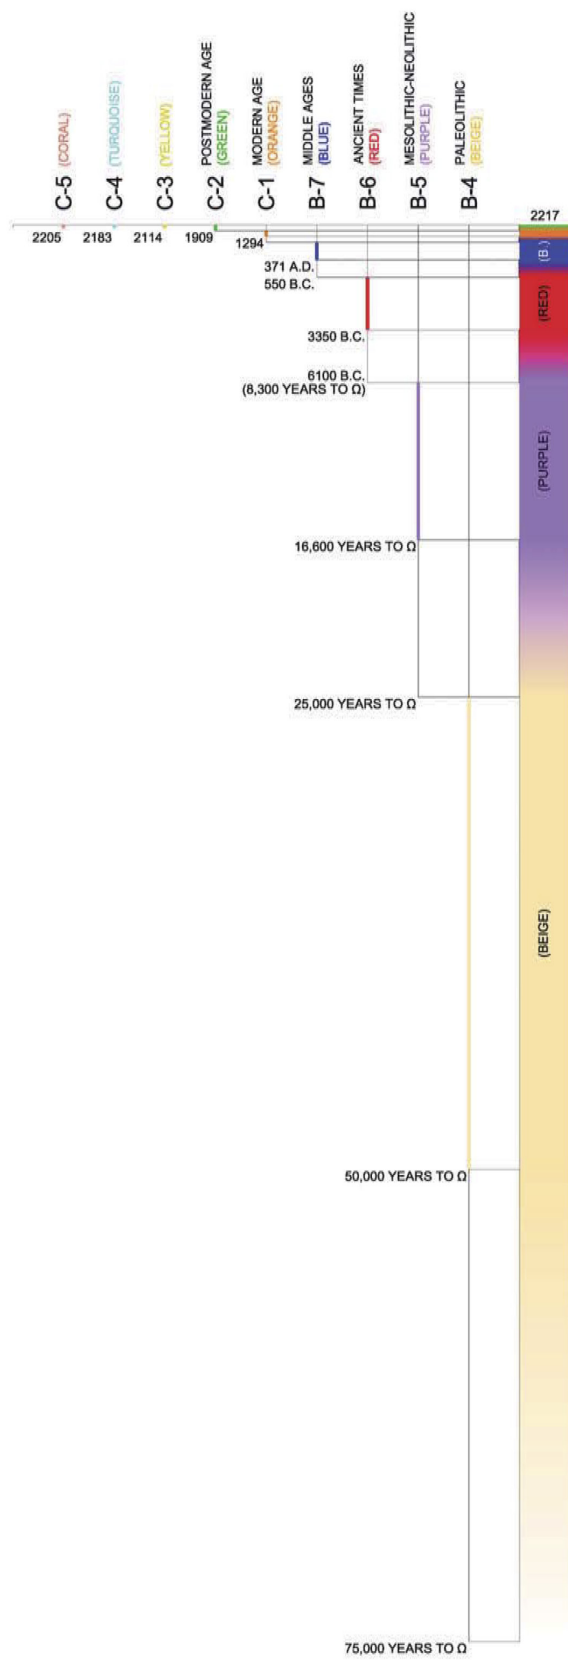 C-5 (CORAL)
C-4 (TURQUOISE)
C-3 (YELLOW)
C-2 POSTMODERN AGE
(GREEN)
C-1 MODERN AGE
(ORANGE)
B-7 MIDDLE AGES
(BLUE)
B-6 ANCIENT TIMES
(RED)
B-5 MESOLITHIC-NEOLITHIC
(PURPLE)
B-4 PALEOLITHIC
(BEIGE)
2217
2205
2183
2114
1909
1294
371 A.D.
550 B.C.
3350 B.C.
6100 B.C.
(8,300 YEARS TO Ω)
16,600 YEARS TO Ω
25,000 YEARS TO Ω
50,000 YEARS TO Ω
75,000 YEARS TO Ω
(B.)
(RED)
(PURPLE)
(BEIGE)